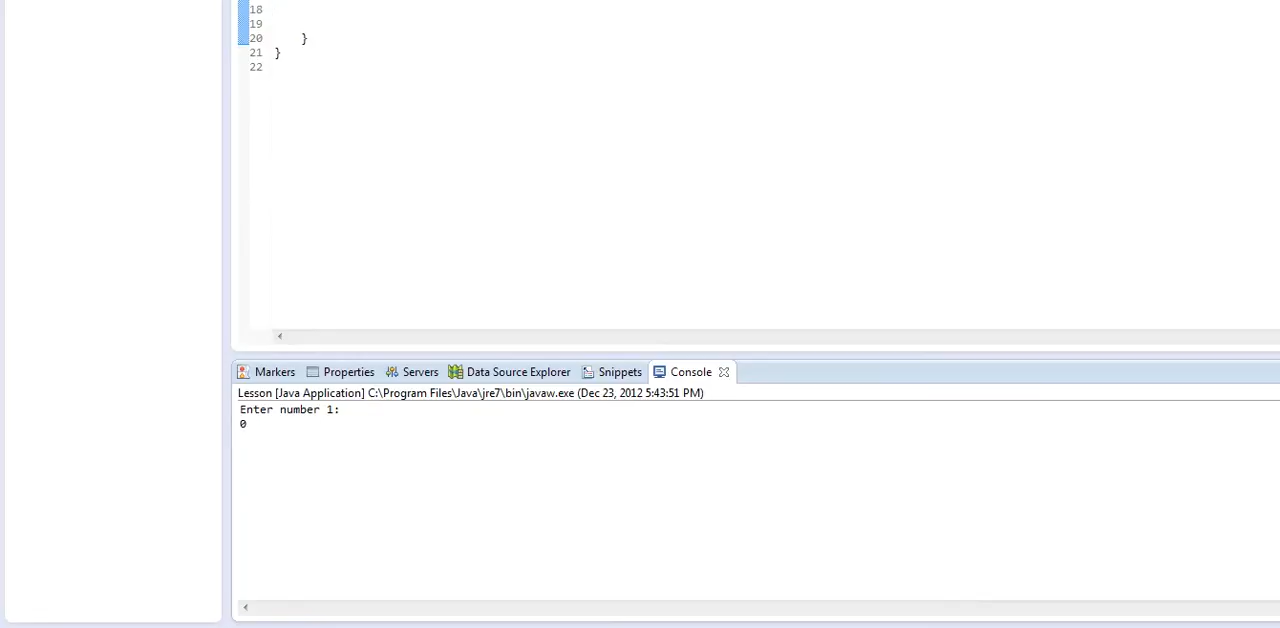 18
19
20 }
21 }
22
Markers Properties Servers Data Source Explorer Snippets Console
Lesson [Java Application] C:\Program Files\Java\jre7\bin\javaw.exe (Dec 23, 2012 5:43:51 PM)
Enter number 1:
0